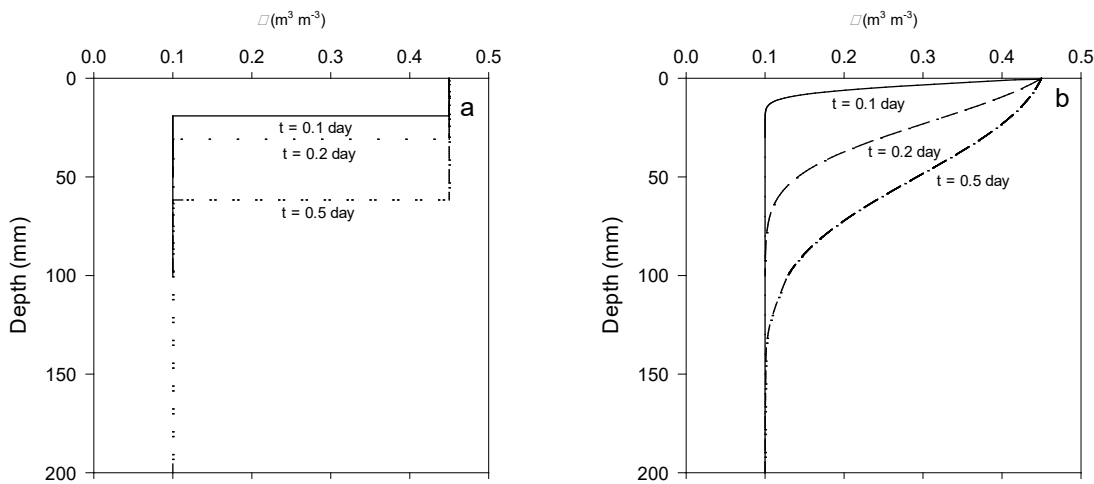 (m³ m⁻³)
0.0 0.1 0.2 0.3 0.4 0.5
0
50
100
150
200
Depth (mm)
a
t = 0.1 day
t = 0.2 day
t = 0.5 day
(m³ m⁻³)
0.0 0.1 0.2 0.3 0.4 0.5
0
50
100
150
200
Depth (mm)
b
t = 0.1 day
t = 0.2 day
t = 0.5 day